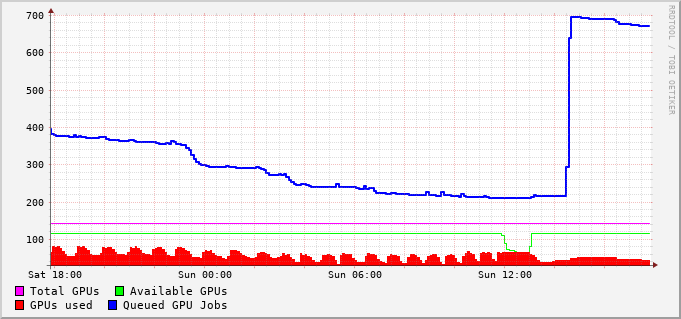 700
600
500
400
300
200
100
Sat 18:00 Sun 00:00 Sun 06:00 Sun 12:00
Total GPUs Available GPUs
GPUs used Queued GPU Jobs
RRDTOOL / TOBI OETIKER